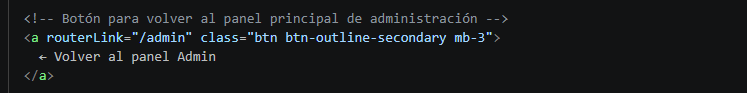 <!-- Botón para volver al panel principal de administración -->
<a routerLink="/admin" class="btn btn-outline-secondary mb-3">
← Volver al panel Admin
</a>